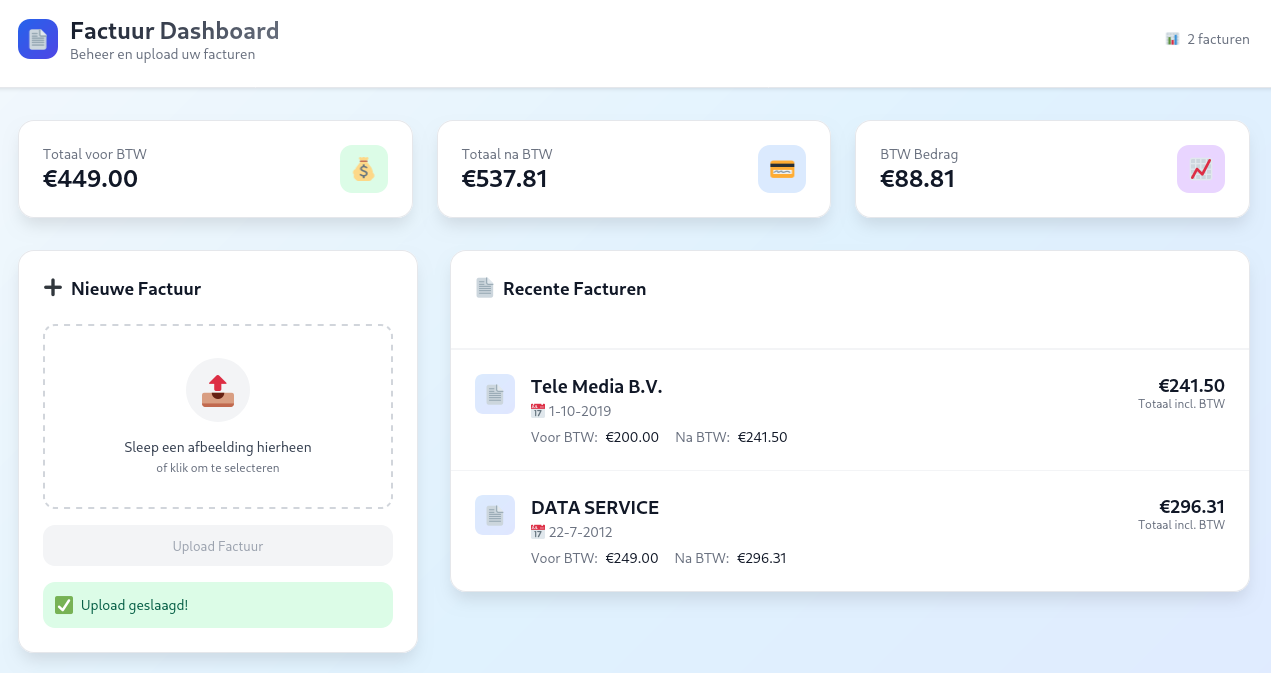 Factuur Dashboard
Beheer en upload uw facturen
2 facturen
Totaal voor BTW
€449.00
Totaal na BTW
€537.81
BTW Bedrag
€88.81
Nieuwe Factuur
Sleep een afbeelding hierheen
of klik om te selecteren
Upload Factuur
Upload geslaagd!
Recente Facturen
Tele Media B.V.
1-10-2019
Voor BTW: €200.00 Na BTW: €241.50
€241.50
Totaal incl. BTW
DATA SERVICE
22-7-2012
Voor BTW: €249.00 Na BTW: €296.31
€296.31
Totaal incl. BTW